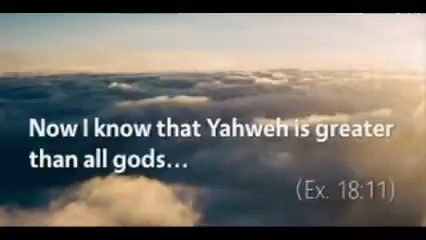 Now I know that Yahweh is greater
than all gods...
(Ex. 18:11)